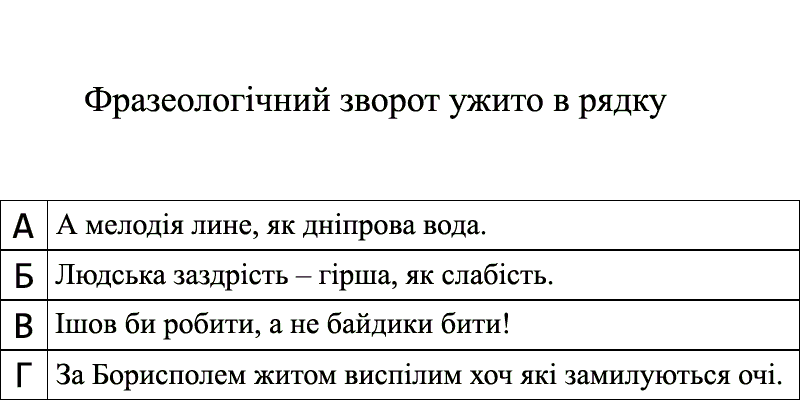 Фразеологічний зворот ужито в рядку
А А мелодія лине, як дніпрова вода.
Б Людська заздрість – гірша, як слабість.
В Ішов би робити, а не байдики бити!
Г За Борисполем житом виспілим хоч які замилуються очі.